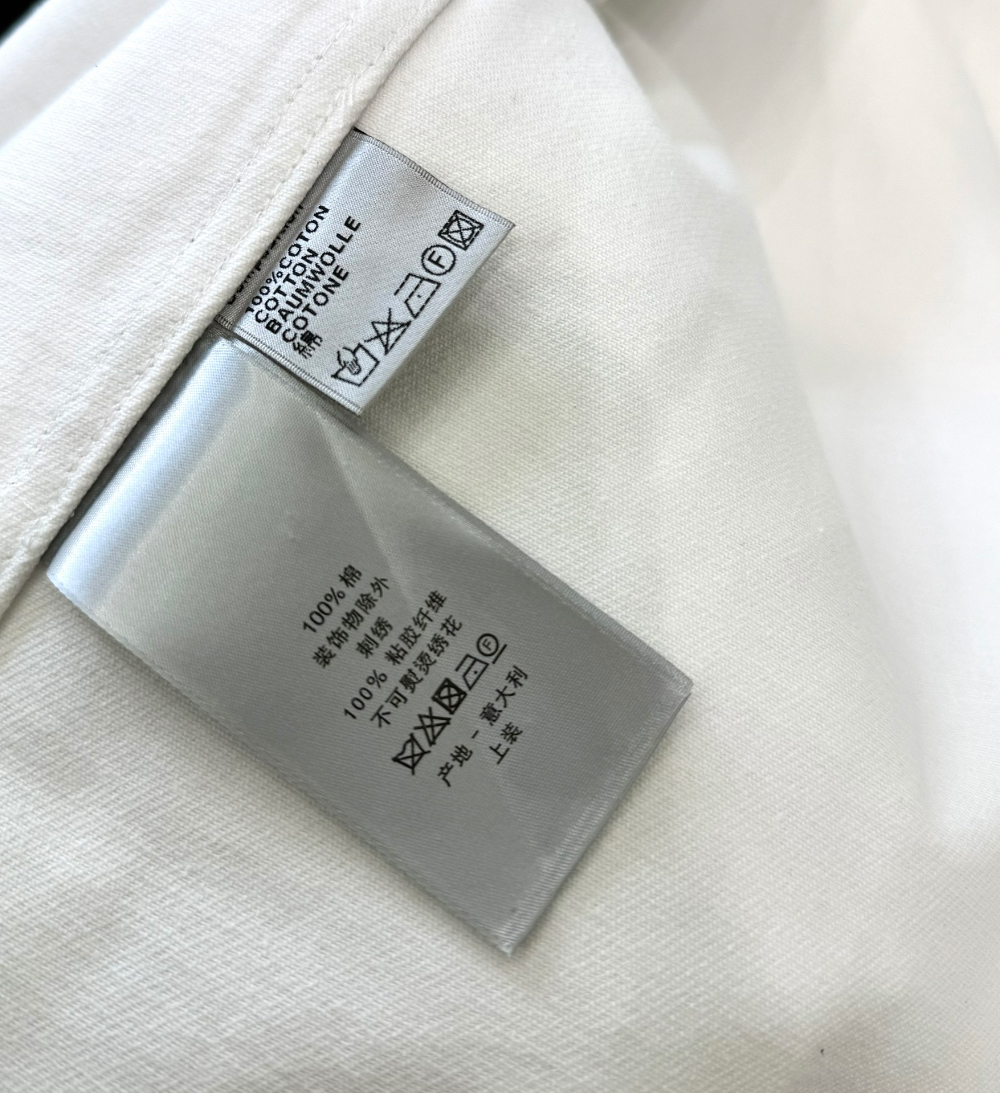 100%COTON
COTTON
BAUMWOLLE
COTONE
綿
F
100% 棉
装饰物除外
刺绣
100% 粘胶纤维
不可熨烫绣花
F
产地 - 意大利
上装